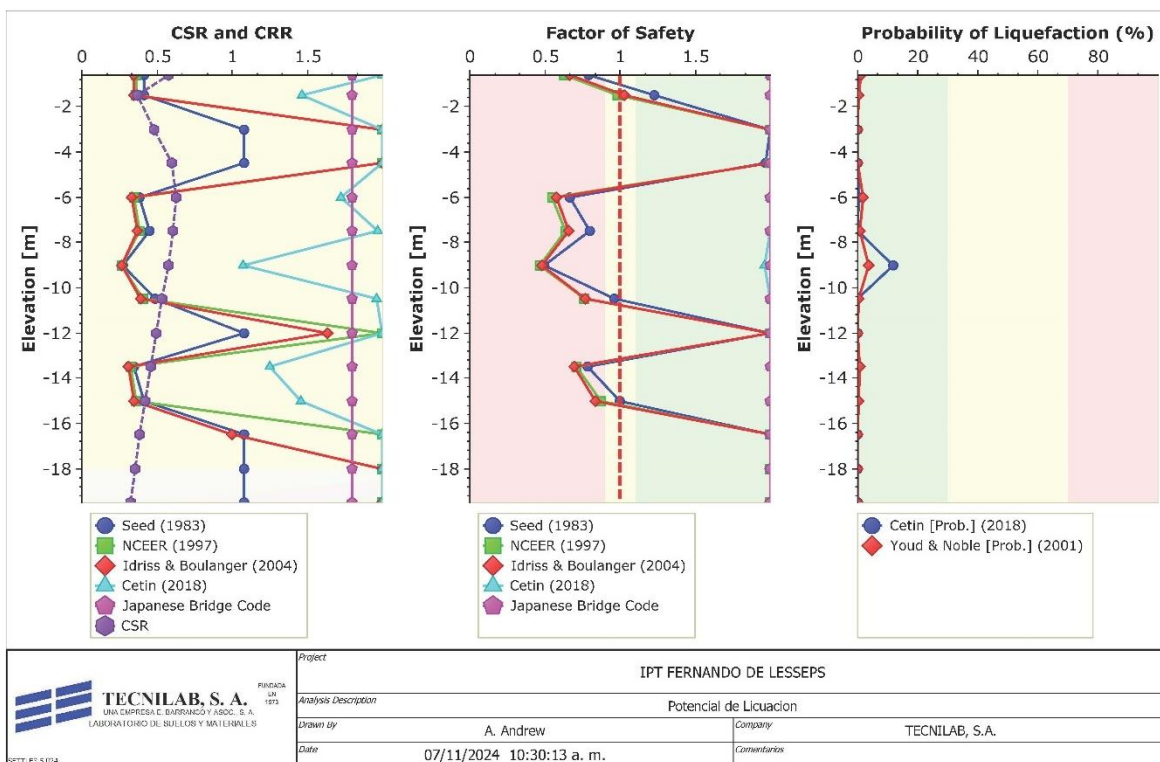 CSR and CRR
0 0.5 1 1.5
Elevation [m]
-2
-4
-6
-8
-10
-12
-14
-16
-18
Seed (1983)
NCEER (1997)
Idriss & Boulanger (2004)
Cetin (2018)
Japanese Bridge Code
CSR
Factor of Safety
0 0.5 1 1.5
Elevation [m]
-2
-4
-6
-8
-10
-12
-14
-16
-18
Seed (1983)
NCEER (1997)
Idriss & Boulanger (2004)
Cetin (2018)
Japanese Bridge Code
Probability of Liquefaction (%)
0 20 40 60 80
Elevation [m]
-2
-4
-6
-8
-10
-12
-14
-16
-18
Cetin [Prob.] (2018)
Youd & Noble [Prob.] (2001)
TECNILAB, S. A.
FUNDADA
EN
1973
UNA EMPRESA E. BARRANCO Y ASOC., S. A.
LABORATORIO DE SUELOS Y MATERIALES
Project
IPT FERNANDO DE LESSEPS
Analysis Description
Potencial de Licuacion
Drawn By
A. Andrew
Company
TECNILAB, S.A.
Date
07/11/2024 10:30:13 a. m.
Comentarios